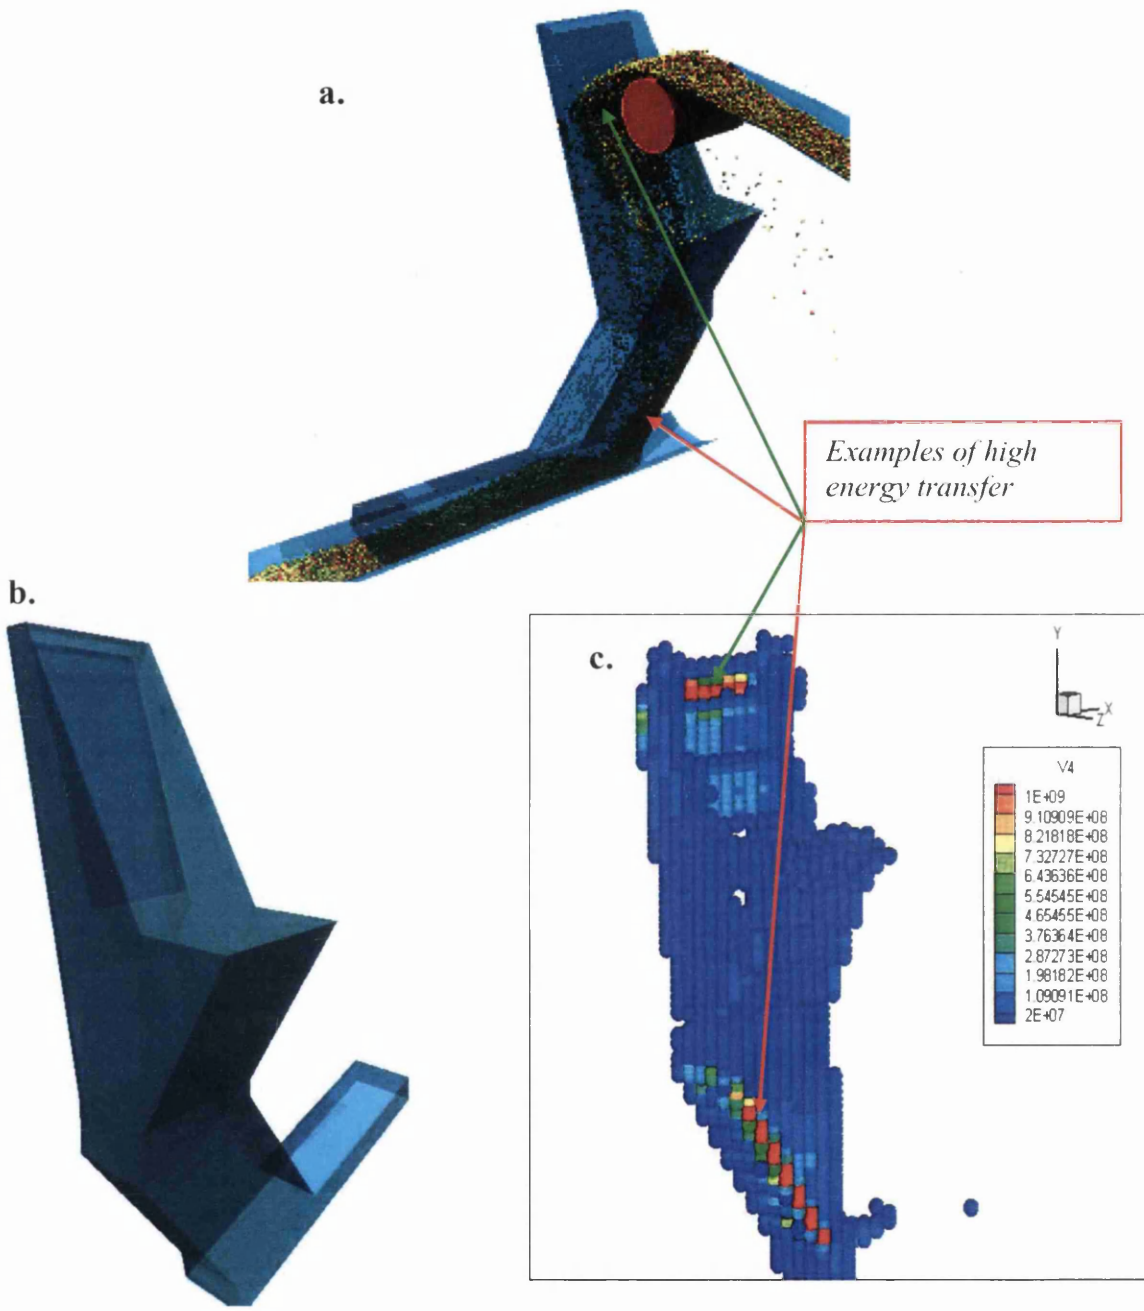 a.
Examples of high
energy transfer
b.
c.
Y
X
Z
V4
1E+09
9.10909E+08
8.21818E+08
7.32727E+08
6.43636E+08
5.54545E+08
4.65455E+08
3.76364E+08
2.87273E+08
1.98182E+08
1.09091E+08
2E+07